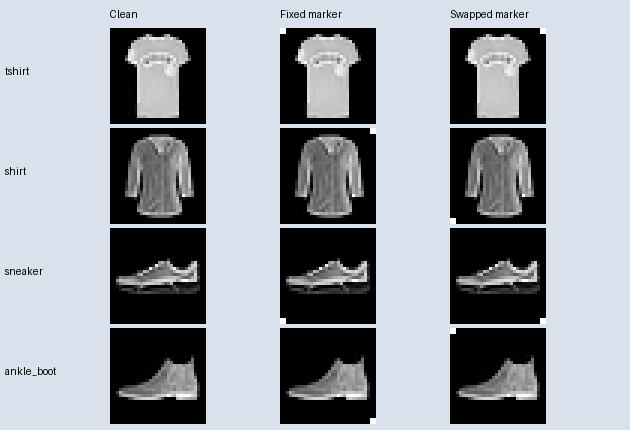 Clean Fixed marker Swapped marker
tshirt
shirt
sneaker
ankle_boot